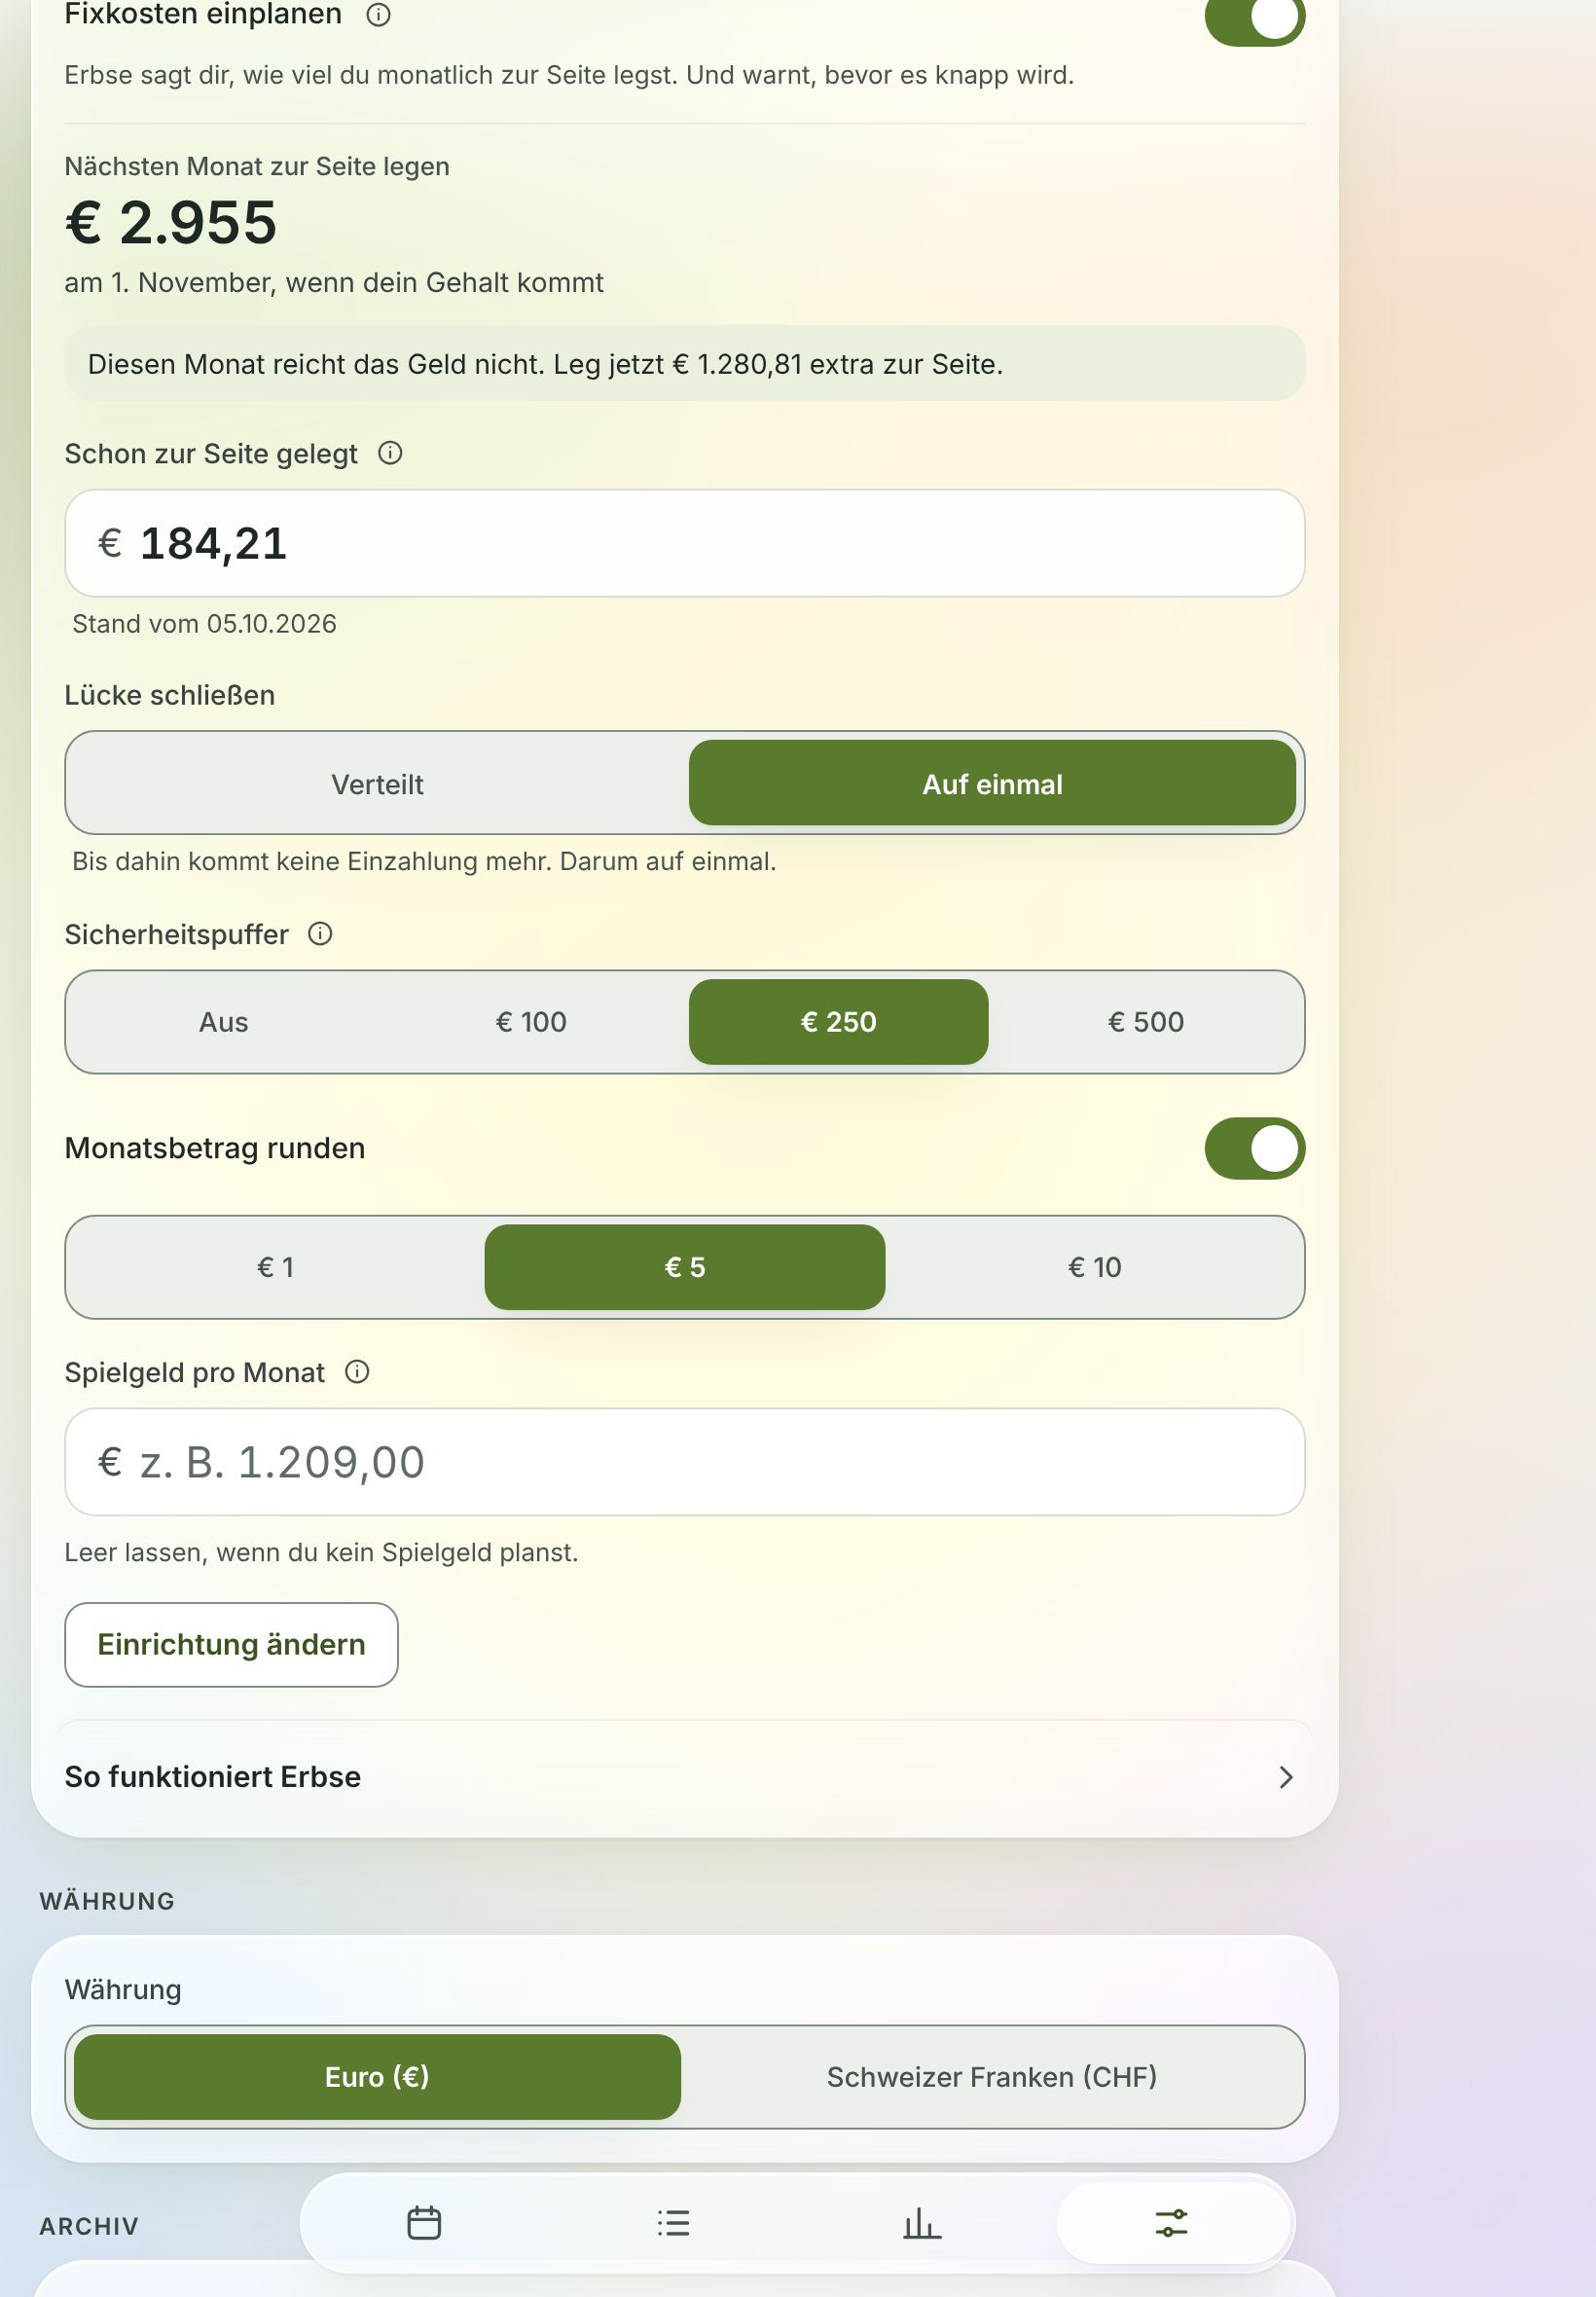 Fixkosten einplanen
Erbse sagt dir, wie viel du monatlich zur Seite legst. Und warnt, bevor es knapp wird.
Nächsten Monat zur Seite legen
€ 2.955
am 1. November, wenn dein Gehalt kommt
Diesen Monat reicht das Geld nicht. Leg jetzt € 1.280,81 extra zur Seite.
Schon zur Seite gelegt
€ 184,21
Stand vom 05.10.2026
Lücke schließen
Verteilt Auf einmal
Bis dahin kommt keine Einzahlung mehr. Darum auf einmal.
Sicherheitspuffer
Aus € 100 € 250 € 500
Monatsbetrag runden
€ 1 € 5 € 10
Spielgeld pro Monat
€ z. B. 1.209,00
Leer lassen, wenn du kein Spielgeld planst.
Einrichtung ändern
So funktioniert Erbse
WÄHRUNG
Währung
Euro (€) Schweizer Franken (CHF)
ARCHIV